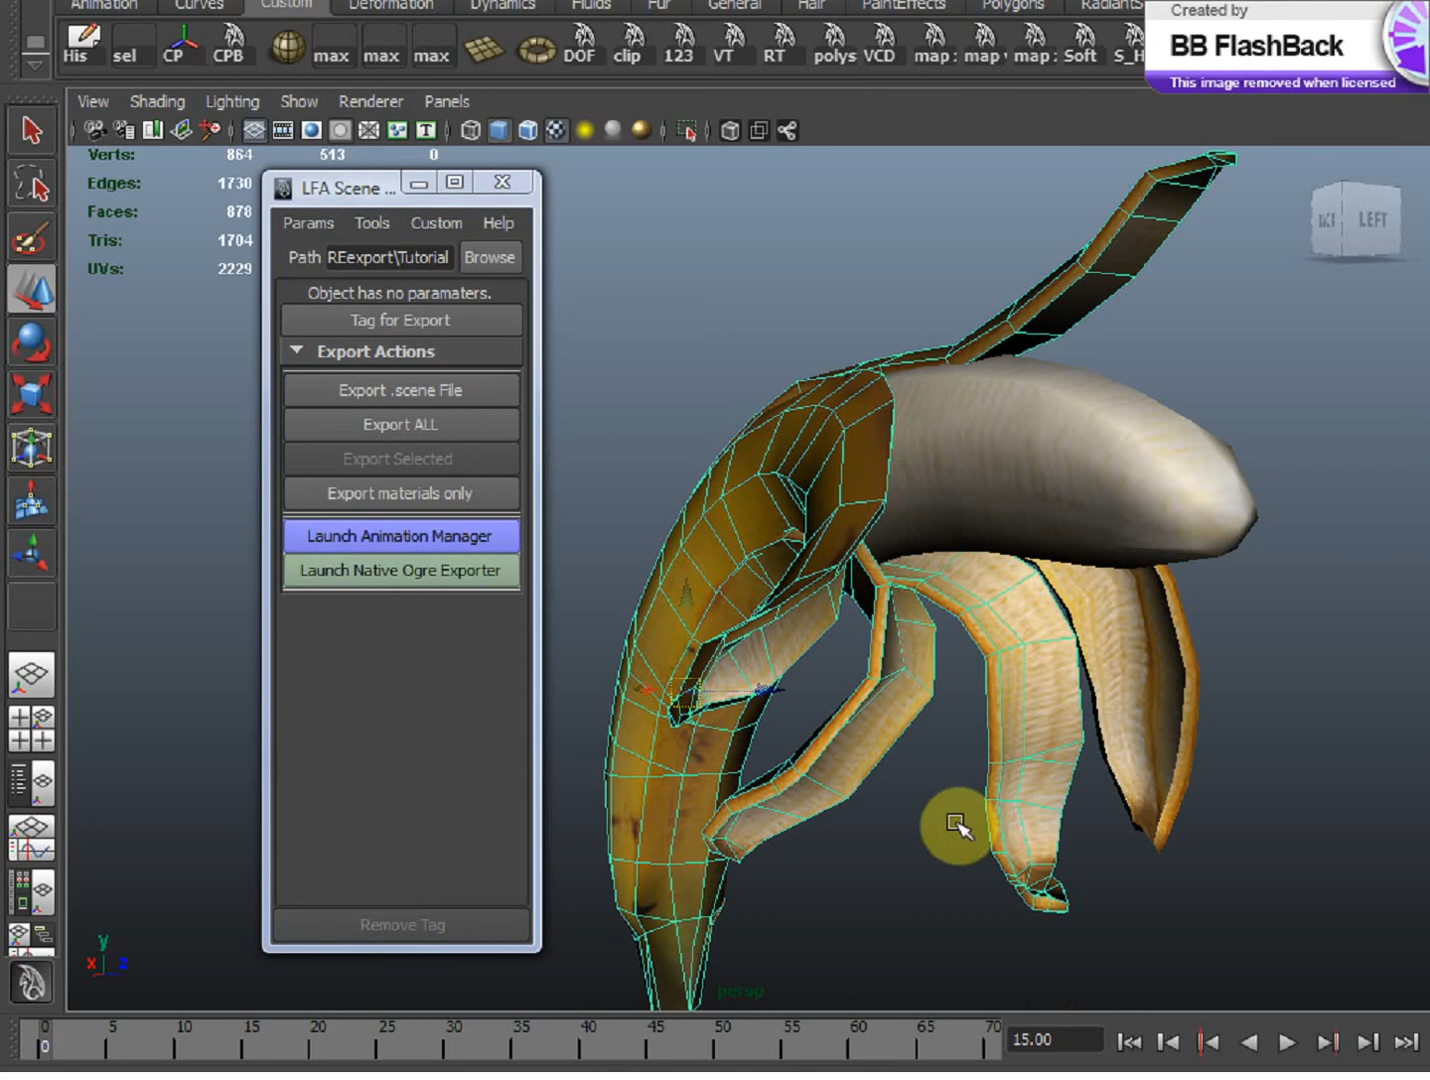 Animation Curves Custom Deformation Dynamics Fluids Fur General Hair PaintEffects Polygons
His sel CP CPB max max max DOF clip 123 VT RT polys VCD map map map Soft
Created by
BB FlashBack
This image removed when licensed
View Shading Lighting Show Renderer Panels
Verts: 864 513 0
Edges: 1730
Faces: 878
Tris: 1704
UVs: 2229
LFA Scene ...
Params Tools Custom Help
Path REexport\Tutorial Browse
Object has no paramaters.
Tag for Export
Export Actions
Export .scene File
Export ALL
Export Selected
Export materials only
Launch Animation Manager
Launch Native Ogre Exporter
Remove Tag
LEFT
y
x z
persp
0 5 10 15 20 25 30 35 40 45 50 55 60 65 70
0
15.00